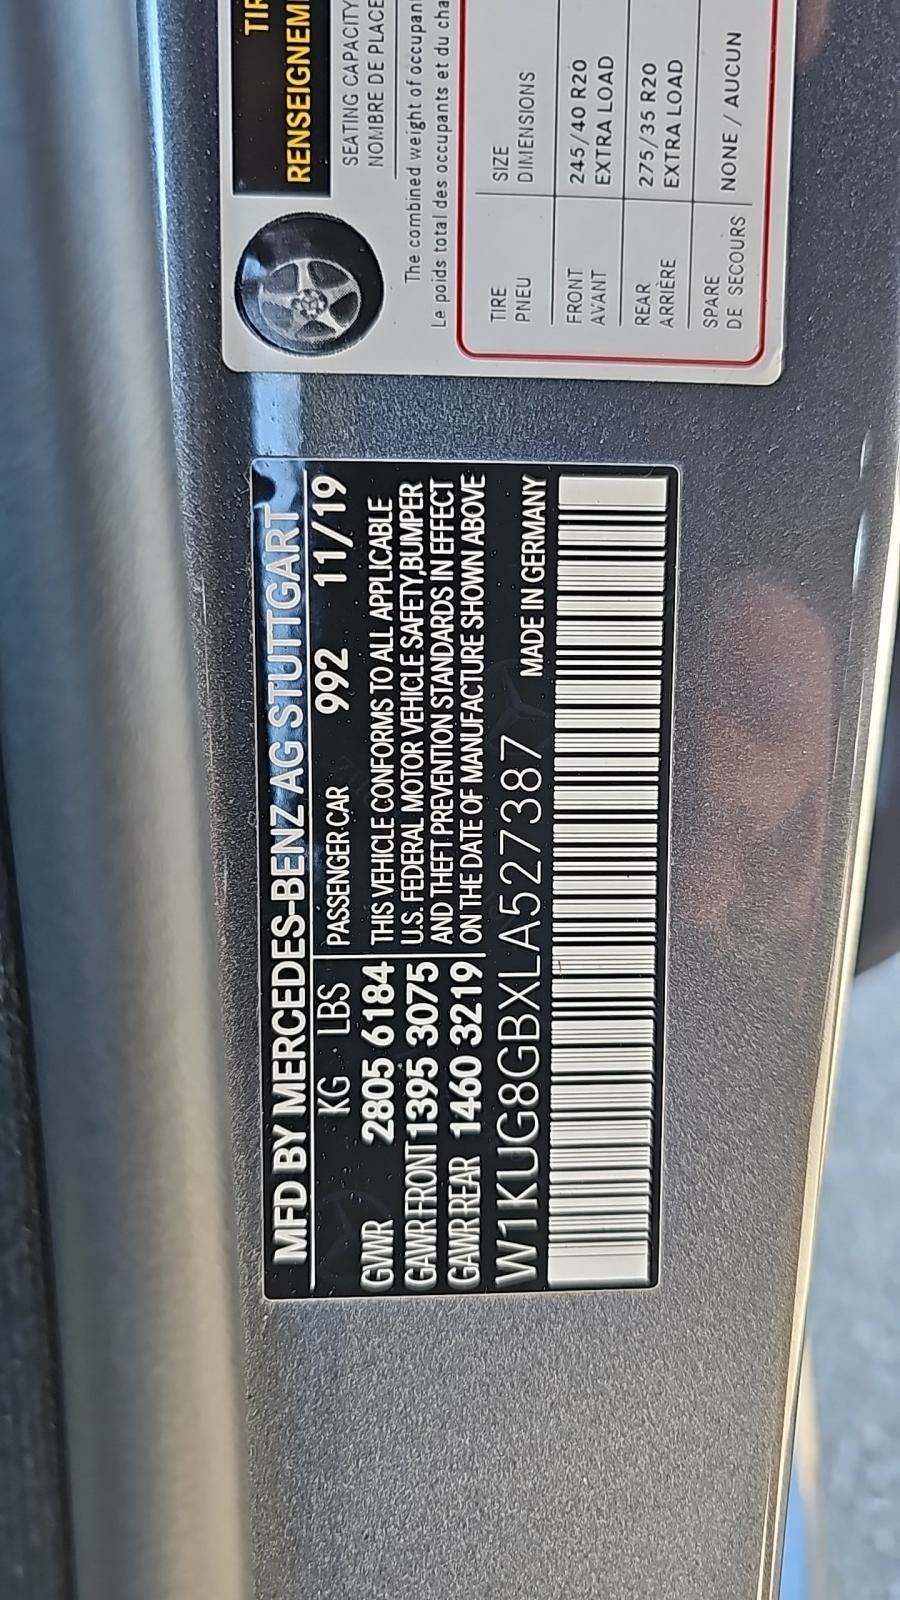 TIR
RENSEIGNEM
SEATING CAPACITY
NOMBRE DE PLACE
The combined weight of occupan
Le poids total des occupants et du cha
TIRE SIZE
PNEU DIMENSIONS
FRONT 245/40 R20
AVANT EXTRA LOAD
REAR 275/35 R20
ARRIÈRE EXTRA LOAD
SPARE NONE / AUCUN
DE SECOURS
MFD BY MERCEDES-BENZ AG STUTTGART
KG LBS PASSENGER CAR 992 11/19
GVWR 2805 6184 THIS VEHICLE CONFORMS TO ALL APPLICABLE
U.S. FEDERAL MOTOR VEHICLE SAFETY,BUMPER
GAWR FRONT 1395 3075 AND THEFT PREVENTION STANDARDS IN EFFECT
GAWR REAR 1460 3219 ON THE DATE OF MANUFACTURE SHOWN ABOVE
W1KUG8GBXLA527387 MADE IN GERMANY